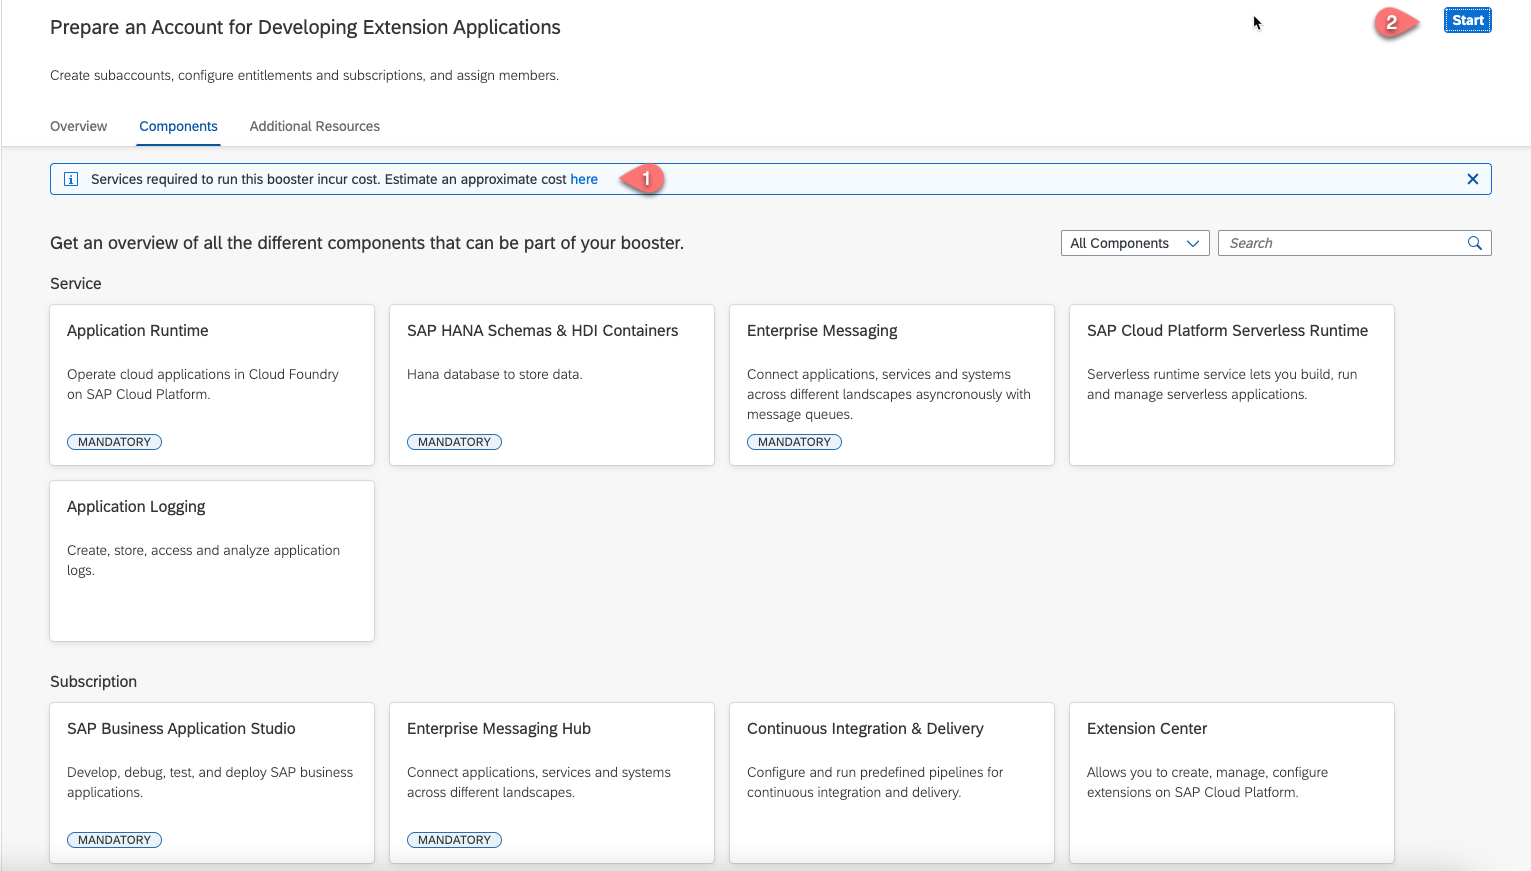 Prepare an Account for Developing Extension Applications
2
Start
Create subaccounts, configure entitlements and subscriptions, and assign members.
Overview
Components
Additional Resources
Services required to run this booster incur cost. Estimate an approximate cost here
1
Get an overview of all the different components that can be part of your booster.
All Components
Search
Service
Application Runtime
Operate cloud applications in Cloud Foundry
on SAP Cloud Platform.
MANDATORY
SAP HANA Schemas & HDI Containers
Hana database to store data.
MANDATORY
Enterprise Messaging
Connect applications, services and systems
across different landscapes asyncronously with
message queues.
MANDATORY
SAP Cloud Platform Serverless Runtime
Serverless runtime service lets you build, run
and manage serverless applications.
Application Logging
Create, store, access and analyze application
logs.
Subscription
SAP Business Application Studio
Develop, debug, test, and deploy SAP business
applications.
MANDATORY
Enterprise Messaging Hub
Connect applications, services and systems
across different landscapes.
MANDATORY
Continuous Integration & Delivery
Configure and run predefined pipelines for
continuous integration and delivery.
Extension Center
Allows you to create, manage, configure
extensions on SAP Cloud Platform.